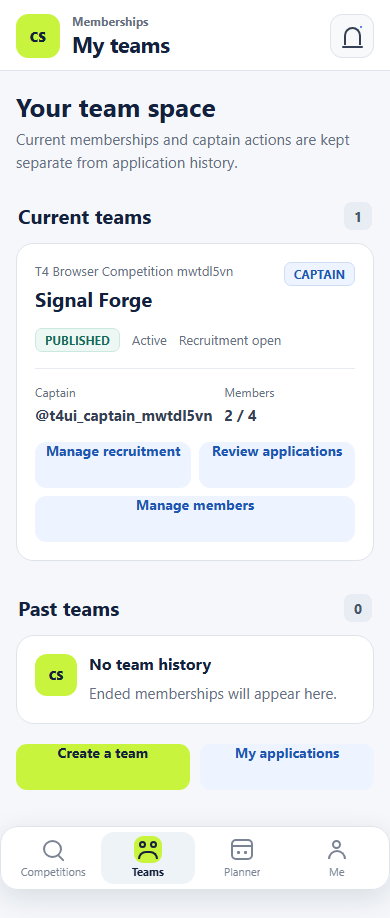 CS
Memberships
My teams
Your team space
Current memberships and captain actions are kept
separate from application history.
Current teams
1
T4 Browser Competition mwtdl5vn
CAPTAIN
Signal Forge
PUBLISHED Active Recruitment open
Captain Members
@t4ui_captain_mwtdl5vn 2 / 4
Manage recruitment Review applications
Manage members
Past teams
0
CS
No team history
Ended memberships will appear here.
Create a team My applications
Competitions Teams Planner Me